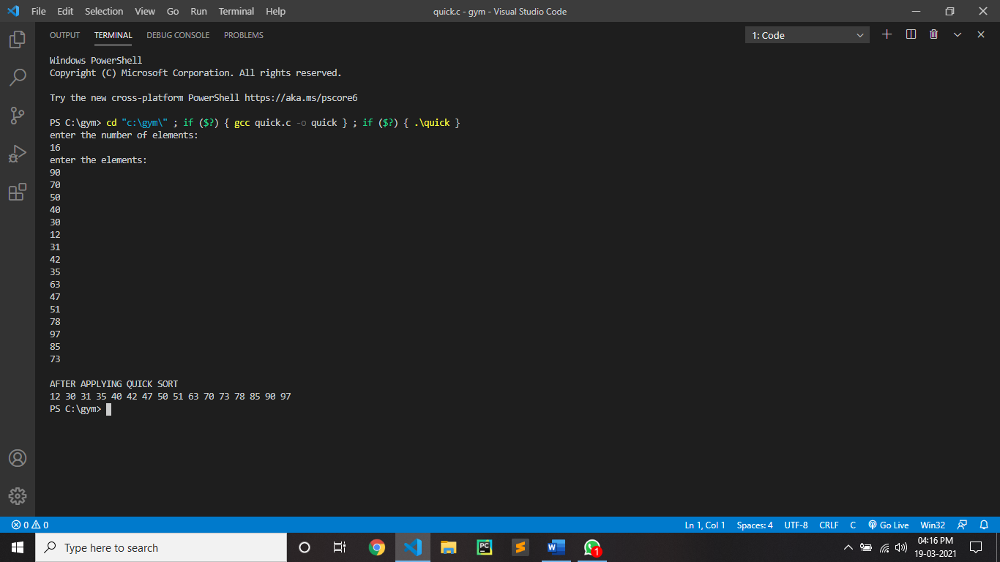 File Edit Selection View Go Run Terminal Help quick.c - gym - Visual Studio Code
OUTPUT TERMINAL DEBUG CONSOLE PROBLEMS 1: Code
Windows PowerShell
Copyright (C) Microsoft Corporation. All rights reserved.
Try the new cross-platform PowerShell https://aka.ms/pscore6
PS C:\gym> cd "c:\gym\" ; if ($?) { gcc quick.c -o quick } ; if ($?) { .\quick }
enter the number of elements:
16
enter the elements:
90
70
50
40
30
12
31
42
35
63
47
51
78
97
85
73
AFTER APPLYING QUICK SORT
12 30 31 35 40 42 47 50 51 63 70 73 78 85 90 97
PS C:\gym>
0 0 Ln 1, Col 1 Spaces: 4 UTF-8 CRLF C Go Live Win32
Type here to search PC S W 1 04:16 PM
19-03-2021